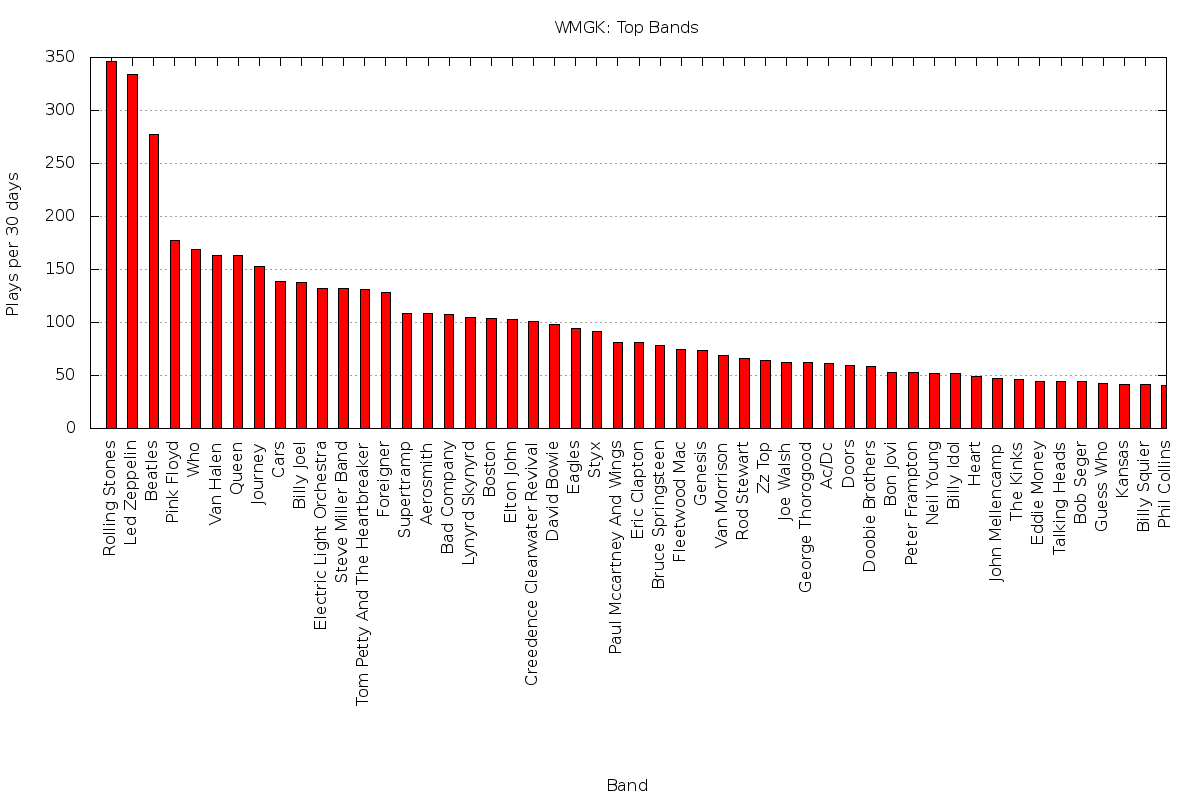 WMGK: Top Bands
Plays per 30 days
350
300
250
200
150
100
50
0
Rolling Stones
Led Zeppelin
Beatles
Pink Floyd
Who
Van Halen
Queen
Journey
Cars
Billy Joel
Electric Light Orchestra
Steve Miller Band
Tom Petty And The Heartbreaker
Foreigner
Supertramp
Aerosmith
Bad Company
Lynyrd Skynyrd
Boston
Elton John
Creedence Clearwater Revival
David Bowie
Eagles
Styx
Paul Mccartney And Wings
Eric Clapton
Bruce Springsteen
Fleetwood Mac
Genesis
Van Morrison
Rod Stewart
Zz Top
Joe Walsh
George Thorogood
Ac/Dc
Doors
Doobie Brothers
Bon Jovi
Peter Frampton
Neil Young
Billy Idol
Heart
John Mellencamp
The Kinks
Eddie Money
Talking Heads
Bob Seger
Guess Who
Kansas
Billy Squier
Phil Collins
Band